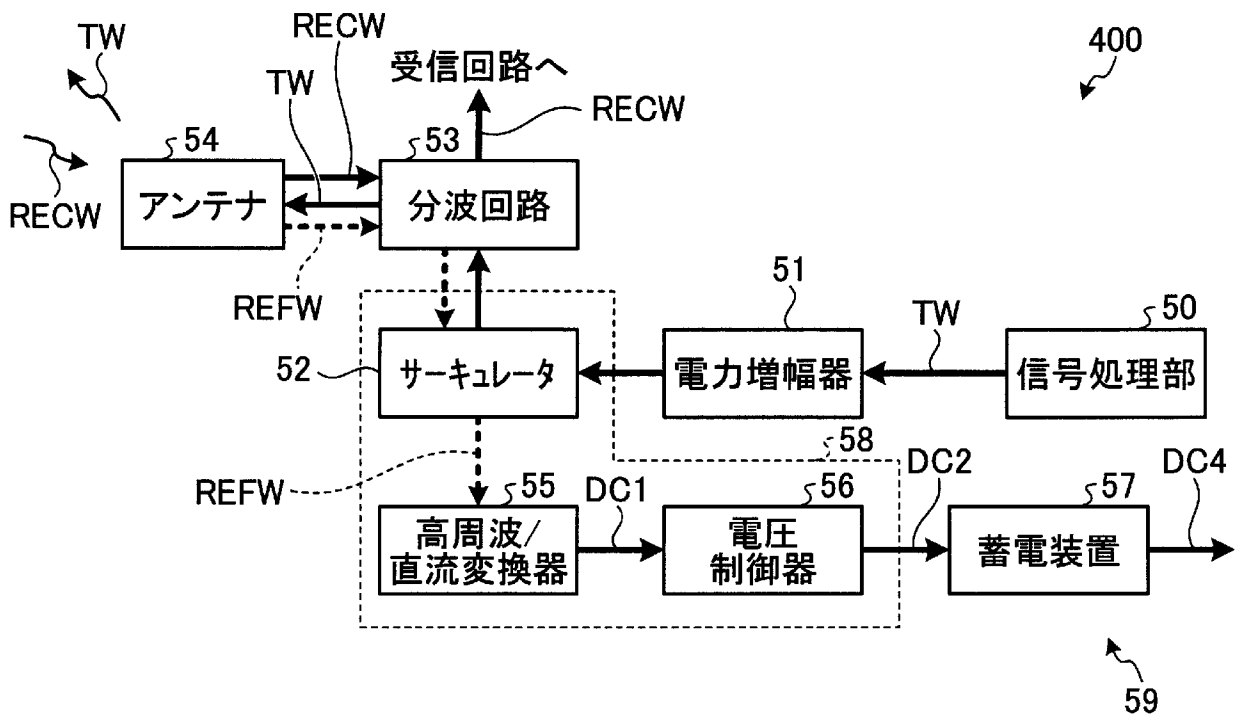 TW
RECW
TW
受信回路へ
RECW
400
RECW
54
アンテナ
53
分波回路
REFW
52
サーキュレータ
51
電力増幅器
TW
50
信号処理部
58
REFW
55
高周波/
直流変換器
DC1
56
電圧
制御器
DC2
57
蓄電装置
DC4
59